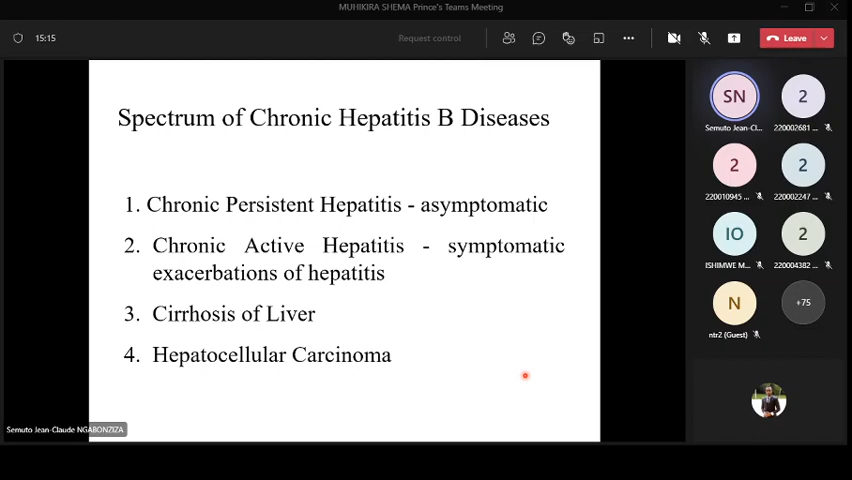 MUHIKIRA SHEMA Prince's Teams Meeting
15:15
Request control
Leave
Spectrum of Chronic Hepatitis B Diseases
1. Chronic Persistent Hepatitis - asymptomatic
2. Chronic Active Hepatitis - symptomatic
exacerbations of hepatitis
3. Cirrhosis of Liver
4. Hepatocellular Carcinoma
Semuto Jean-Claude NGABONZIZA
SN
Semuto Jean-Cl...
2
220002681 ...
2
220010945 ...
2
220002247 ...
IO
ISHIMWE M...
2
220004382 ...
N
ntr2 (Guest)
+75